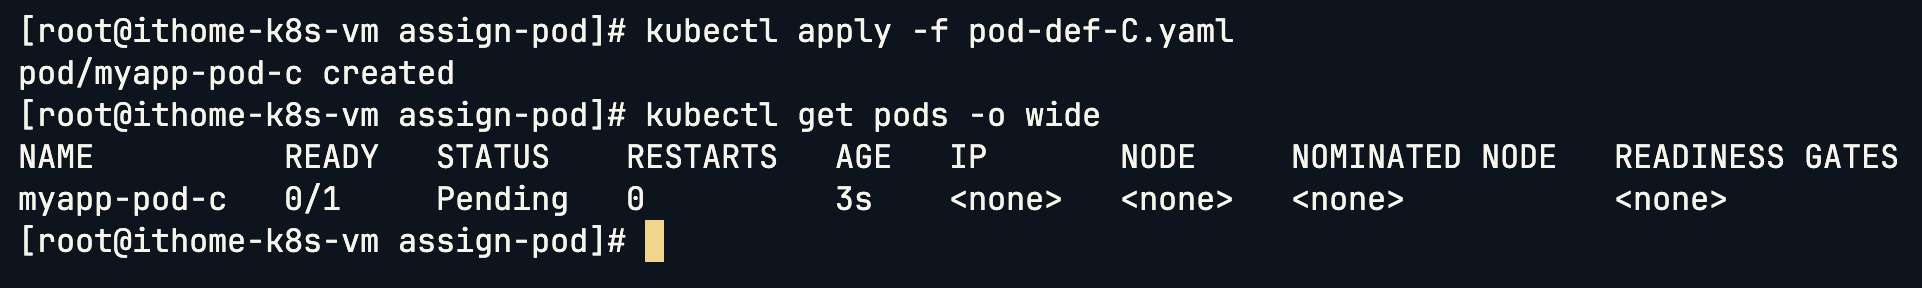 [root@ithome-k8s-vm assign-pod]# kubectl apply -f pod-def-C.yaml
pod/myapp-pod-c created
[root@ithome-k8s-vm assign-pod]# kubectl get pods -o wide
NAME          READY   STATUS    RESTARTS   AGE   IP       NODE     NOMINATED NODE   READINESS GATES
myapp-pod-c   0/1     Pending   0          3s    <none>   <none>   <none>           <none>
[root@ithome-k8s-vm assign-pod]#